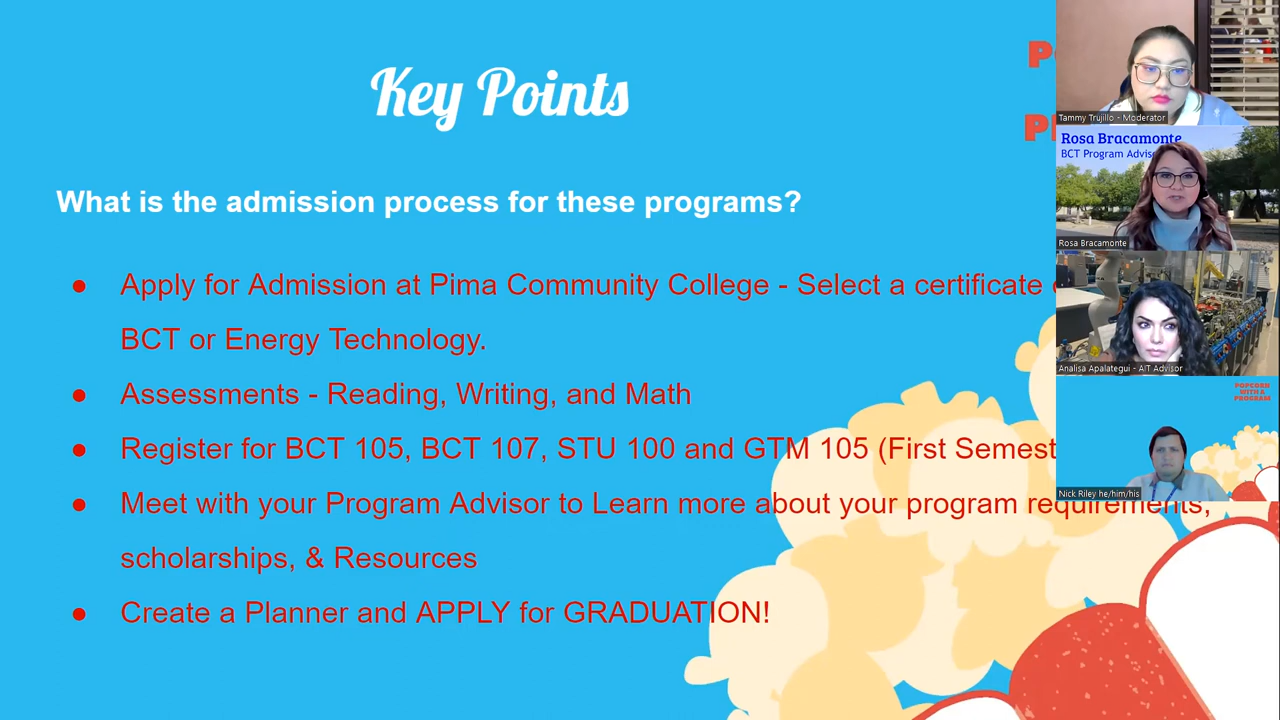 Key Points
What is the admission process for these programs?
● Apply for Admission at Pima Community College - Select a certificate
BCT or Energy Technology.
● Assessments - Reading, Writing, and Math
● Register for BCT 105, BCT 107, STU 100 and GTM 105 (First Semest
● Meet with your Program Advisor to Learn more about your program requirements,
scholarships, & Resources
● Create a Planner and APPLY for GRADUATION!
Tammy Trujillo - Moderator
Rosa Bracamonte
BCT Program Adviso
Rosa Bracamonte
Analisa Apalategui - AIT Advisor
POPCORN
WITH A
PROGRAM
Nick Riley he/him/his